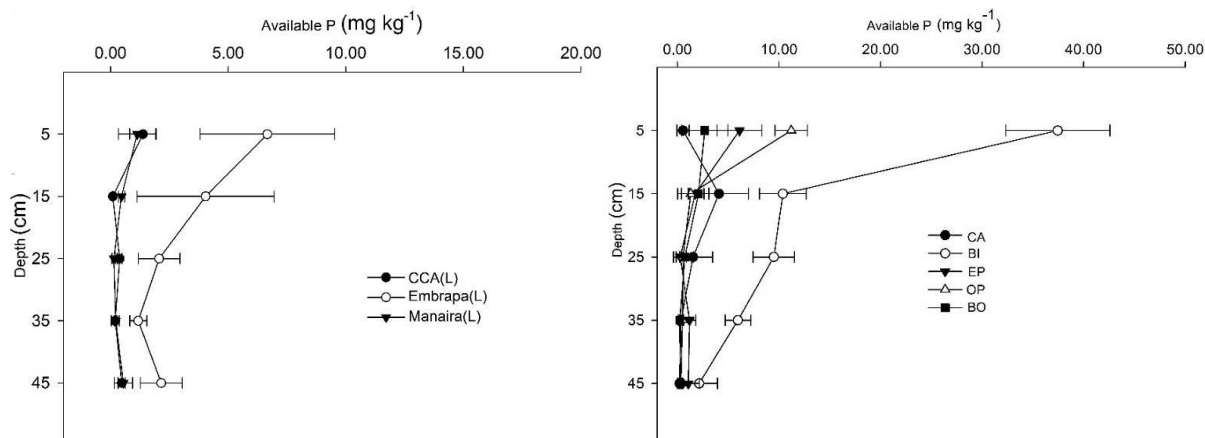 Available P (mg kg⁻¹)
0.00 5.00 10.00 15.00 20.00
5
15
25
35
45
Depth (cm)
CCA(L)
Embrapa(L)
Manaira(L)
Available P (mg kg⁻¹)
0.00 10.00 20.00 30.00 40.00 50.00
5
15
25
35
45
Depth (cm)
CA
BI
EP
OP
BO